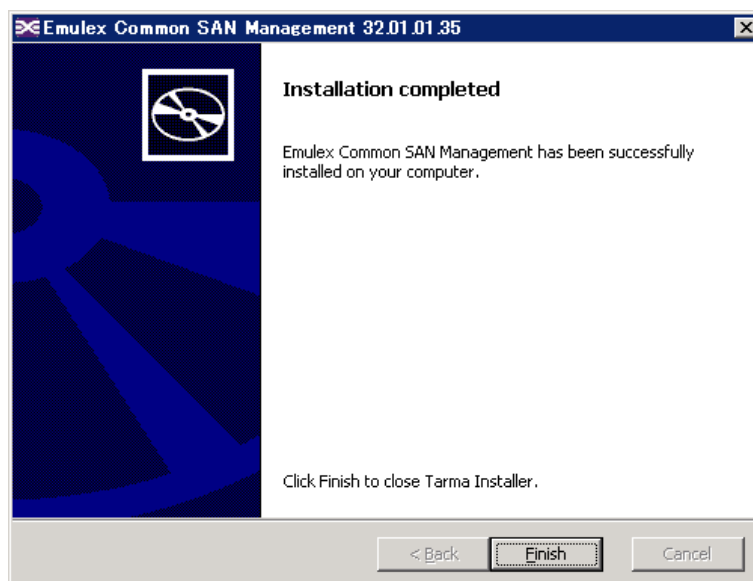 Emulex Common SAN Management 32.01.01.35
Installation completed
Emulex Common SAN Management has been successfully
installed on your computer.
Click Finish to close Tarma Installer.
< Back
Finish
Cancel